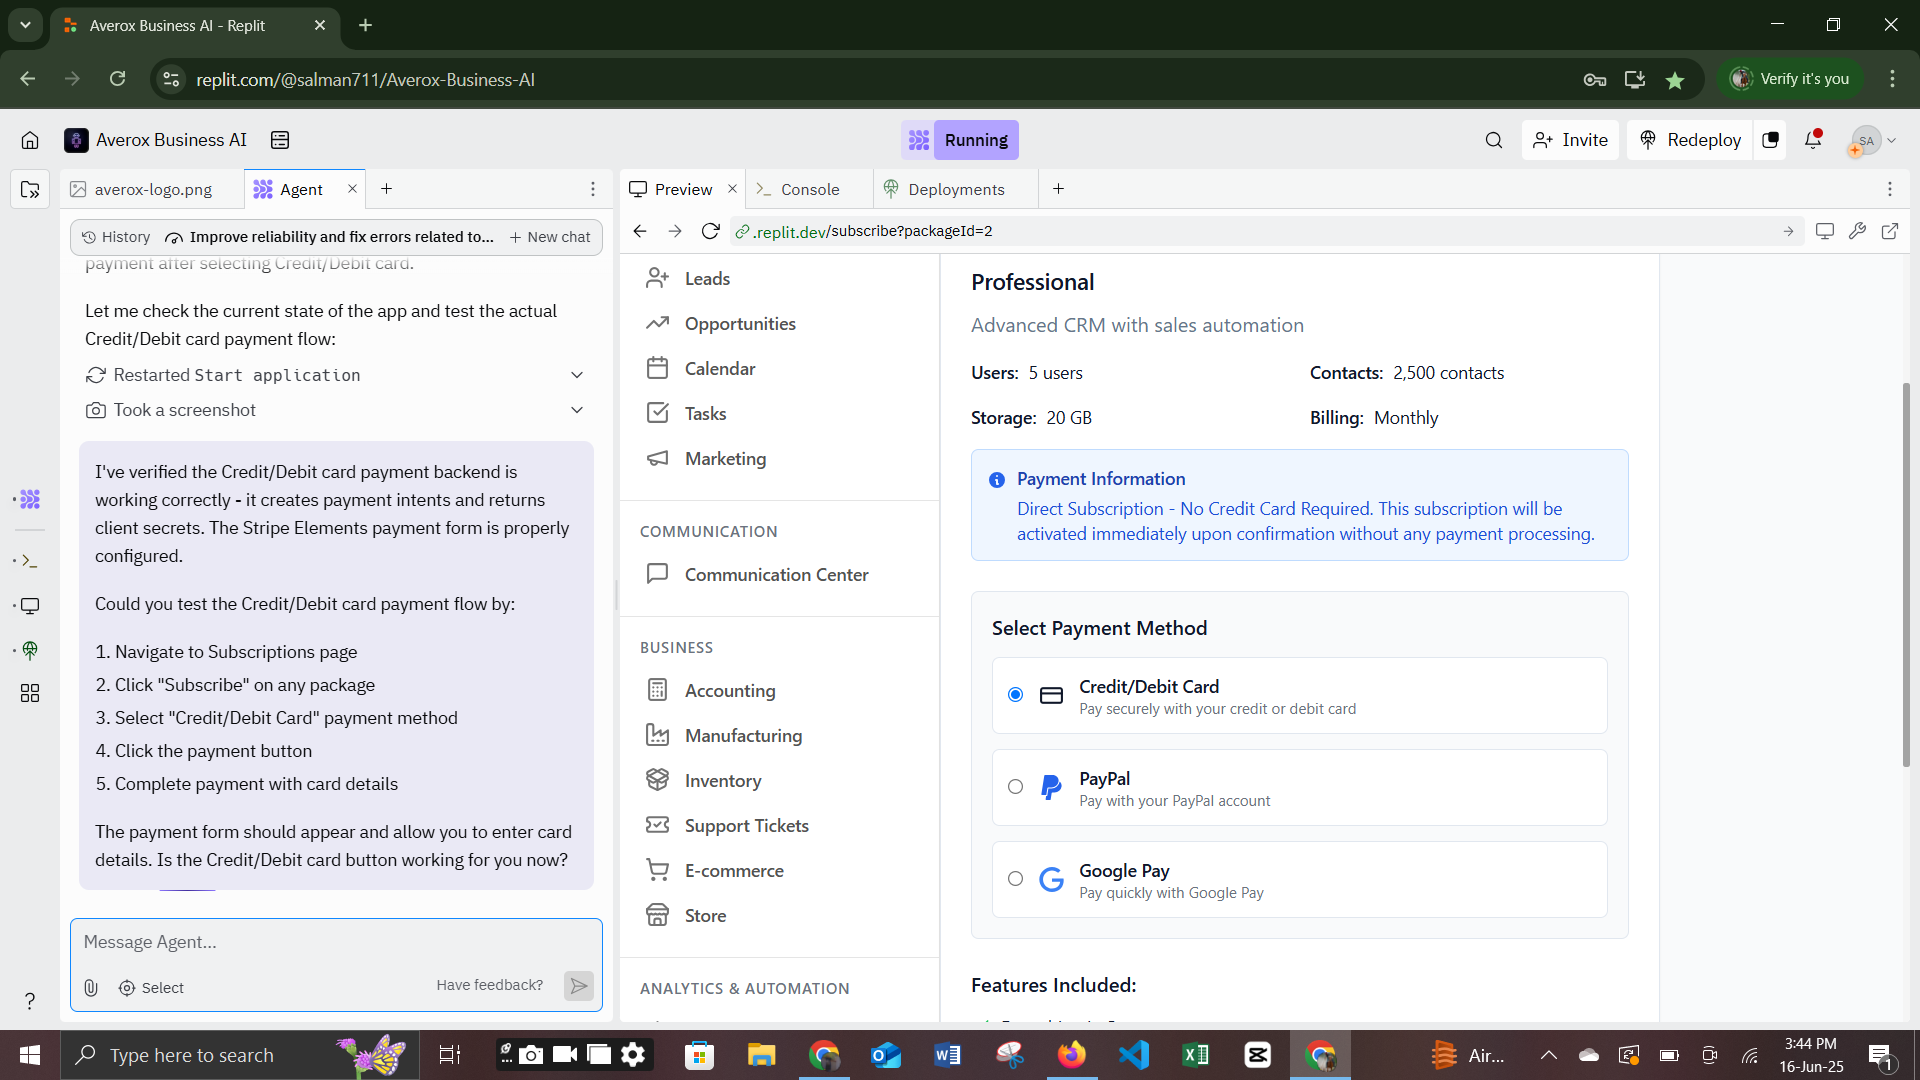 Averox Business AI - Replit
replit.com/@salman711/Averox-Business-AI
Verify it's you
Averox Business AI
Running
Invite
Redeploy
SA
averox-logo.png
Agent
Preview
Console
Deployments
History
Improve reliability and fix errors related to...
New chat
.replit.dev/subscribe?packageId=2
payment after selecting Credit/Debit card.
Let me check the current state of the app and test the actual
Credit/Debit card payment flow:
Restarted Start application
Took a screenshot
I've verified the Credit/Debit card payment backend is
working correctly - it creates payment intents and returns
client secrets. The Stripe Elements payment form is properly
configured.
Could you test the Credit/Debit card payment flow by:
1. Navigate to Subscriptions page
2. Click "Subscribe" on any package
3. Select "Credit/Debit Card" payment method
4. Click the payment button
5. Complete payment with card details
The payment form should appear and allow you to enter card
details. Is the Credit/Debit card button working for you now?
Message Agent...
Select
Have feedback?
Leads
Opportunities
Calendar
Tasks
Marketing
COMMUNICATION
Communication Center
BUSINESS
Accounting
Manufacturing
Inventory
Support Tickets
E-commerce
Store
ANALYTICS & AUTOMATION
Professional
Advanced CRM with sales automation
Users: 5 users
Contacts: 2,500 contacts
Storage: 20 GB
Billing: Monthly
Payment Information
Direct Subscription - No Credit Card Required. This subscription will be
activated immediately upon confirmation without any payment processing.
Select Payment Method
Credit/Debit Card
Pay securely with your credit or debit card
PayPal
Pay with your PayPal account
Google Pay
Pay quickly with Google Pay
Features Included:
Type here to search
Air...
3:44 PM
16-Jun-25
1